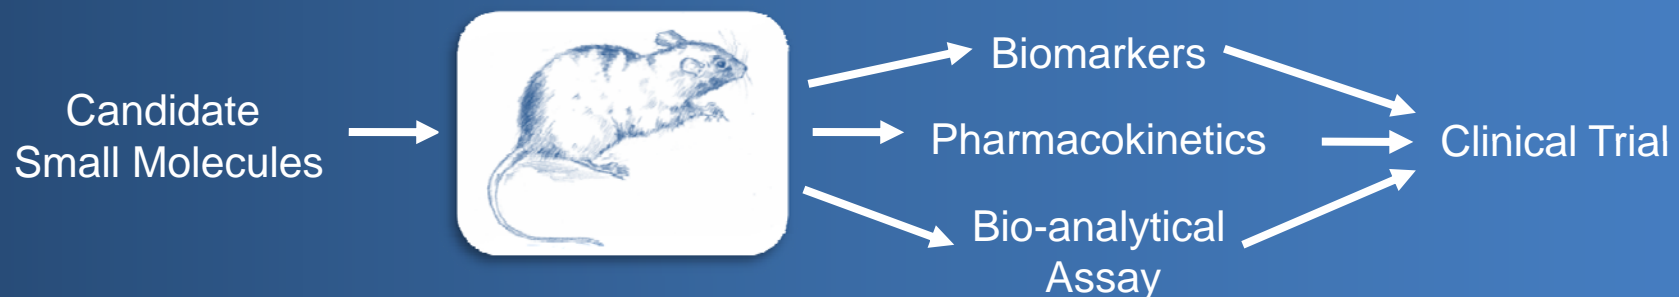 Candidate
Small Molecules
Biomarkers
Pharmacokinetics
Bio-analytical
Assay
Clinical Trial